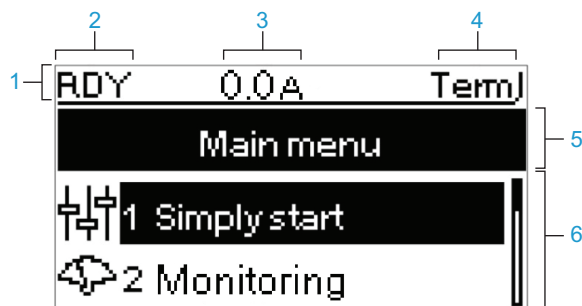 2 3 4
1 RDY 0.0A Term
Main menu 5
1 Simply start
6
2 Monitoring